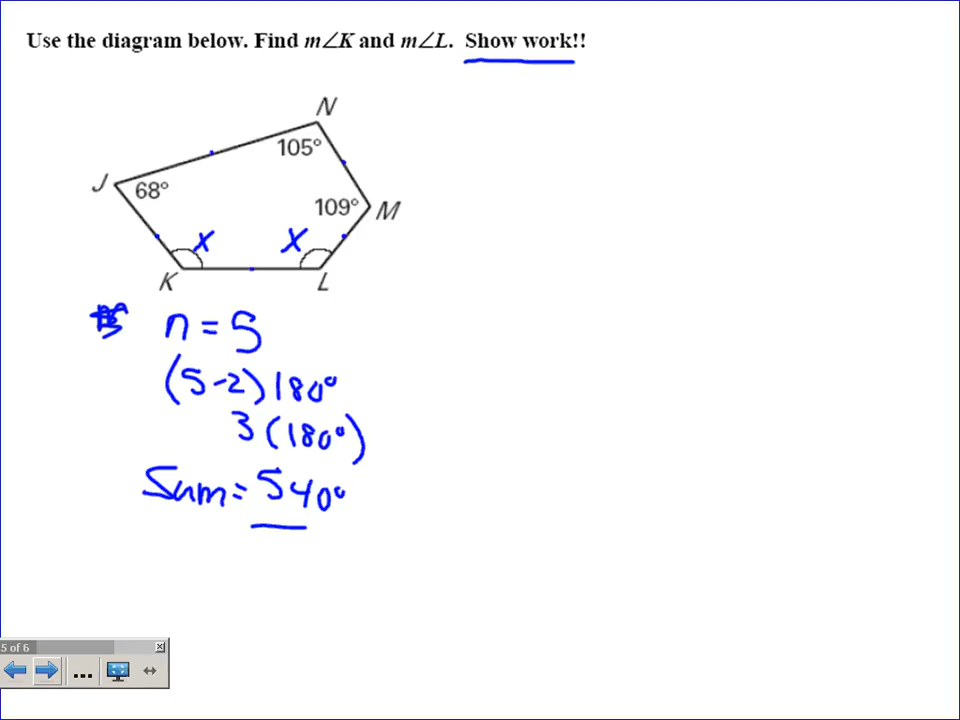 Use the diagram below. Find m∠K and m∠L. Show work!!
N
105°
J
68°
109°
M
X
X
K
L
n = 5
(5-2)180°
3(180°)
Sum = 540°
5 of 6
...